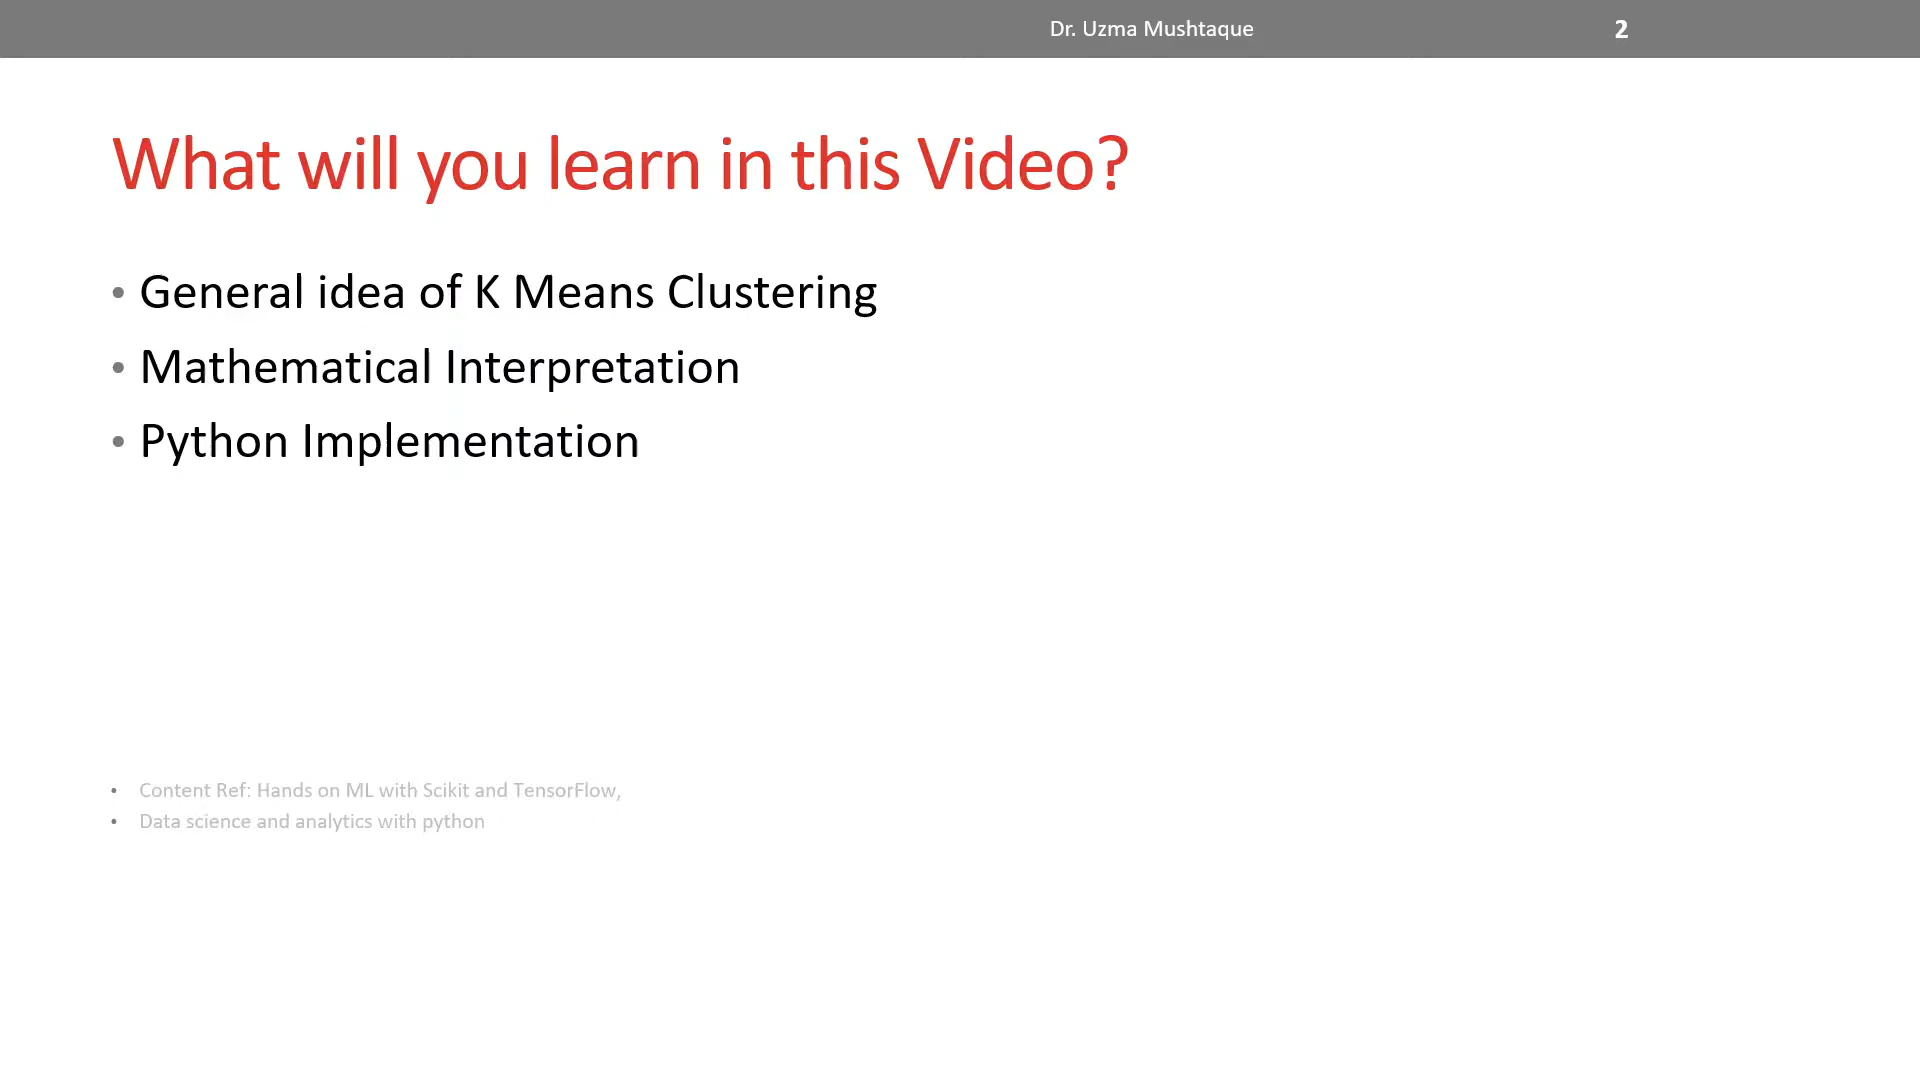 Dr. Uzma Mushtaque
2
What will you learn in this Video?
• General idea of K Means Clustering
• Mathematical Interpretation
• Python Implementation
• Content Ref: Hands on ML with Scikit and TensorFlow,
• Data science and analytics with python